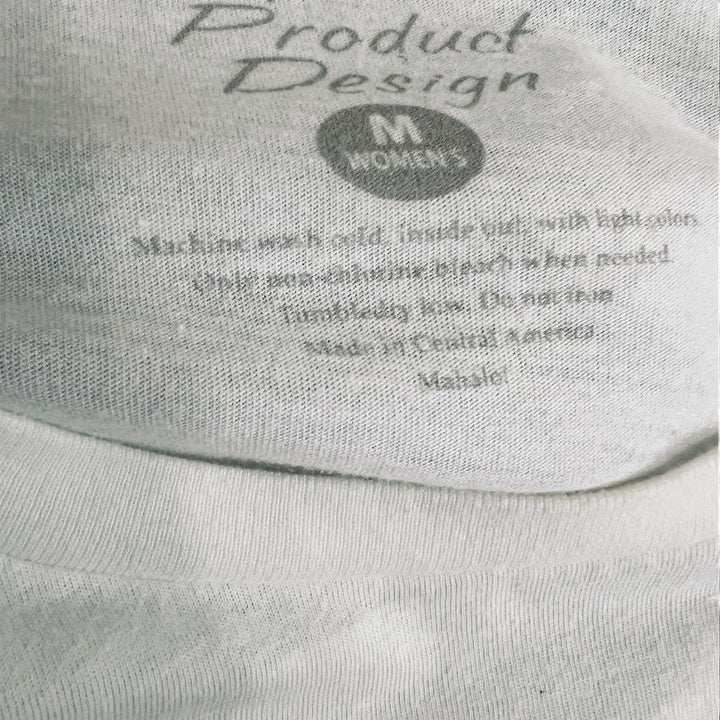 Product
Design
M
WOMEN'S
Machine wash cold, inside out, with light colors
Only non-chlorine bleach when needed.
Tumble dry low. Do not iron
Made in Central America
Mahalo!